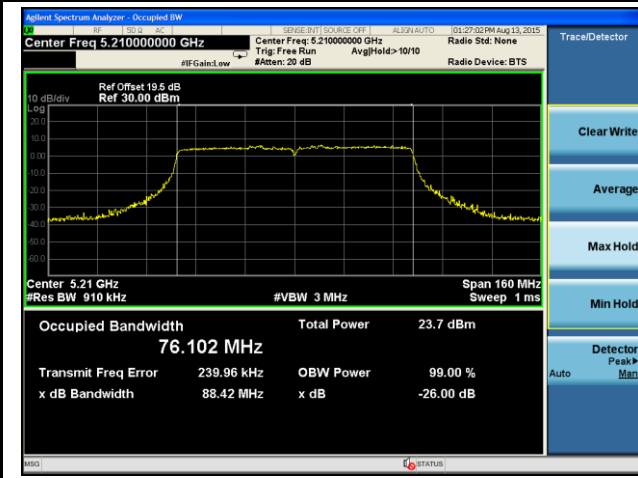 Agilent Spectrum Analyzer - Occupied BW
RF 50 Ω AC SENSE:INT SOURCE OFF ALIGN AUTO 01:27:02 PM Aug 13, 2015
Center Freq 5.210000000 GHz Center Freq: 5.210000000 GHz Radio Std: None
Trig: Free Run Avg|Hold:>10/10
#IFGain:Low #Atten: 20 dB Radio Device: BTS
Trace/Detector
Ref Offset 19.5 dB
10 dB/div Ref 30.00 dBm
Log
20.0
10.0
0.00
-10.0
-20.0
-30.0
-40.0
-50.0
-60.0
Center 5.21 GHz Span 160 MHz
#Res BW 910 kHz #VBW 3 MHz Sweep 1 ms
Occupied Bandwidth Total Power 23.7 dBm
76.102 MHz
Transmit Freq Error 239.96 kHz OBW Power 99.00 %
x dB Bandwidth 88.42 MHz x dB -26.00 dB
Clear Write
Average
Max Hold
Min Hold
Detector
Peak▶
Auto Man
MSG STATUS